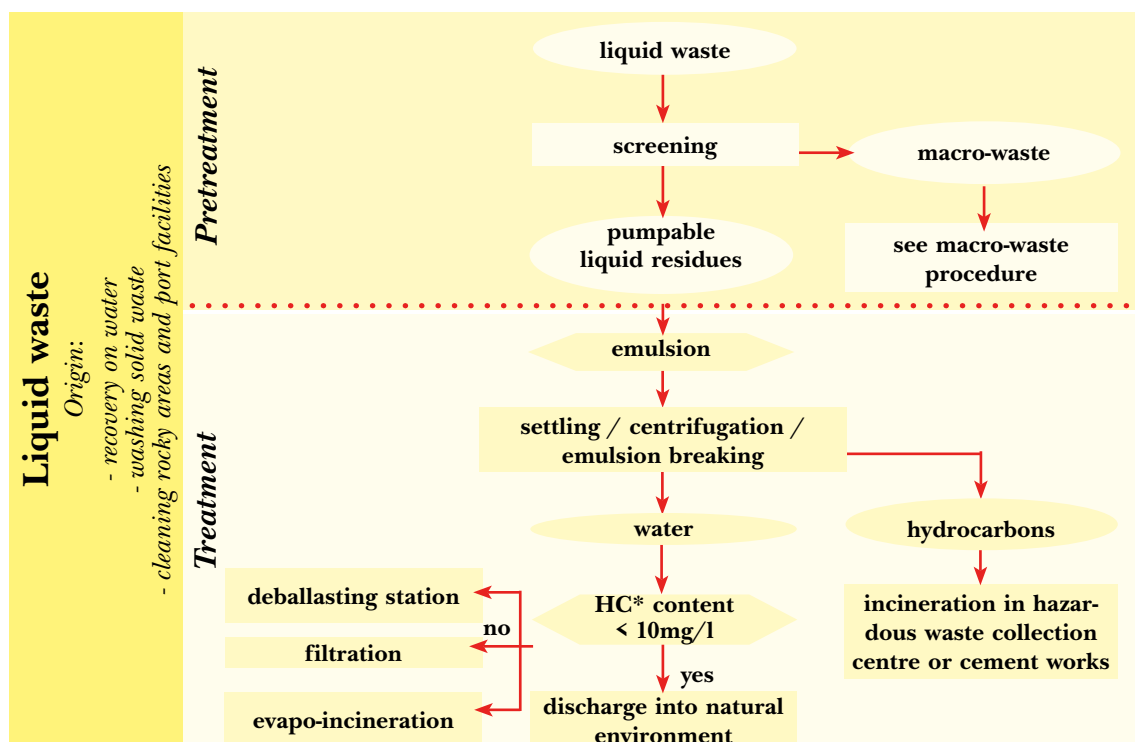 Liquid waste
Origin:
- recovery on water
- washing solid waste
- cleaning rocky areas and port facilities
Pretreatment
liquid waste
screening
macro-waste
pumpable
liquid residues
see macro-waste
procedure
Treatment
emulsion
settling / centrifugation /
emulsion breaking
water
hydrocarbons
HC* content
< 10mg/l
incineration in hazar-
dous waste collection
centre or cement works
no
deballasting station
filtration
evapo-incineration
yes
discharge into natural
environment